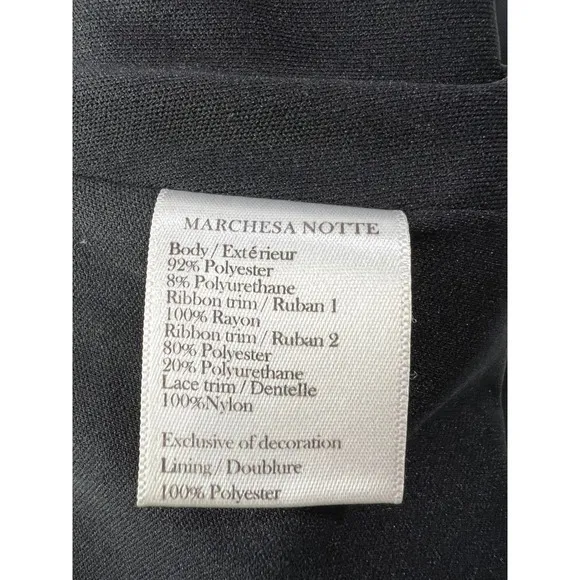 MARCHESA NOTTE
Body / Extérieur
92% Polyester
8% Polyurethane
Ribbon trim / Ruban 1
100% Rayon
Ribbon trim / Ruban 2
80% Polyester
20% Polyurethane
Lace trim / Dentelle
100%Nylon
Exclusive of decoration
Lining / Doublure
100% Polyester